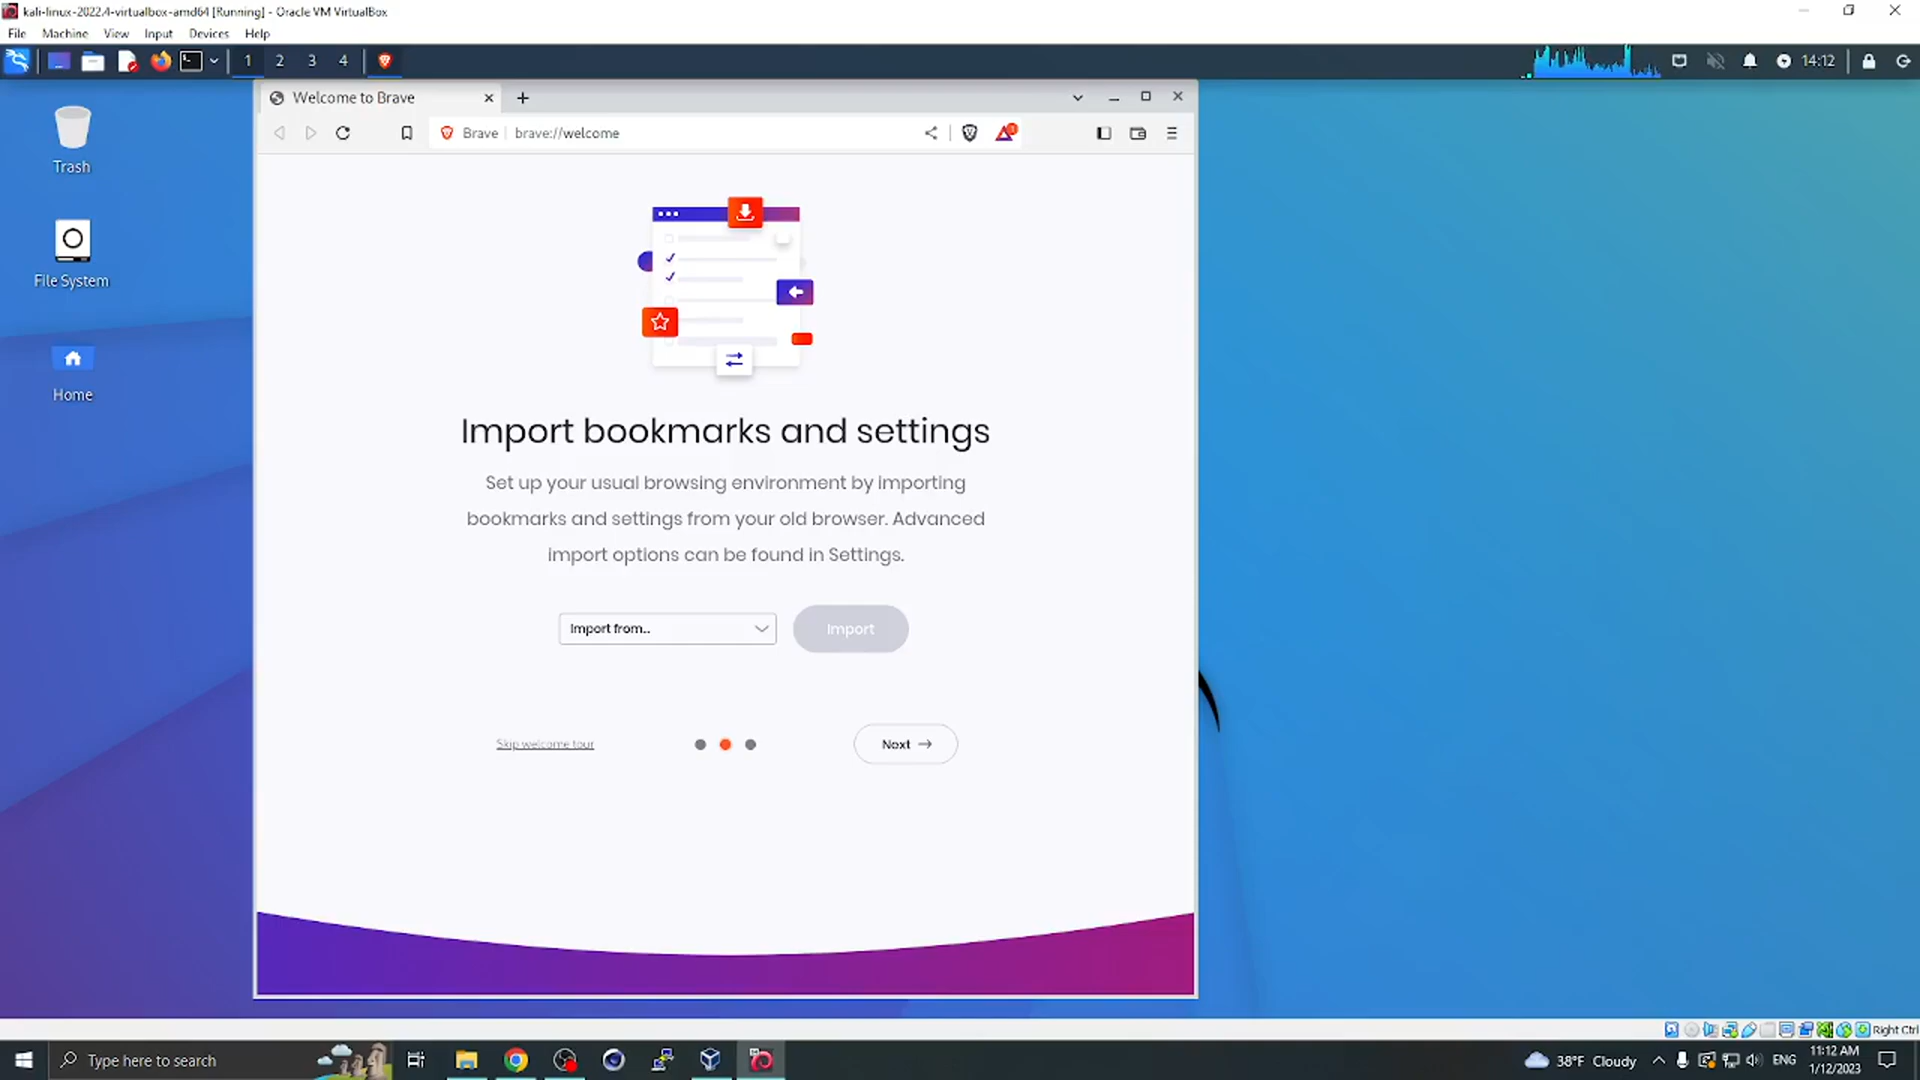 kali-linux-2022.4-virtualbox-amd64 [Running] - Oracle VM VirtualBox
File Machine View Input Devices Help
1 2 3 4
14:12
Welcome to Brave
Brave | brave://welcome
Trash
File System
Home
Import bookmarks and settings
Set up your usual browsing environment by importing
bookmarks and settings from your old browser. Advanced
import options can be found in Settings.
Import from..
Import
Skip welcome tour
Next
Right Ctrl
Type here to search
38°F Cloudy
ENG
11:12 AM
1/12/2023